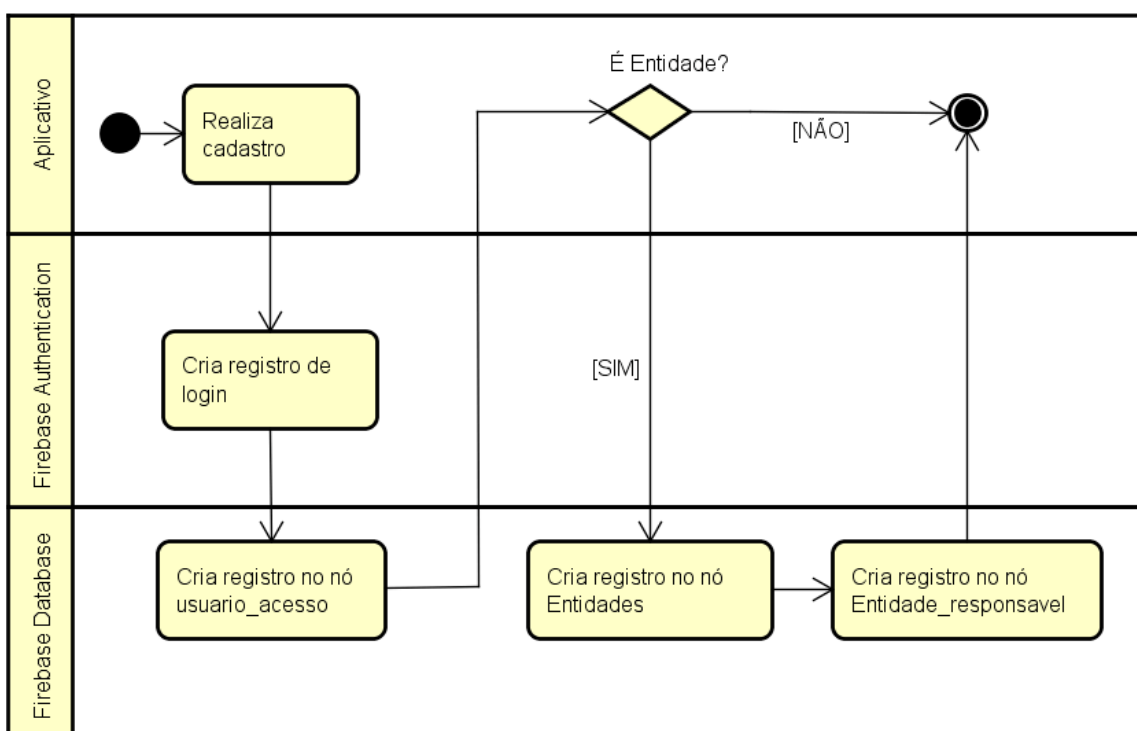 Aplicativo
É Entidade?
Realiza
cadastro
[NÃO]
Firebase Authentication
Cria registro de
login
[SIM]
Firebase Database
Cria registro no nó
usuario_acesso
Cria registro no nó
Entidades
Cria registro no nó
Entidade_responsavel